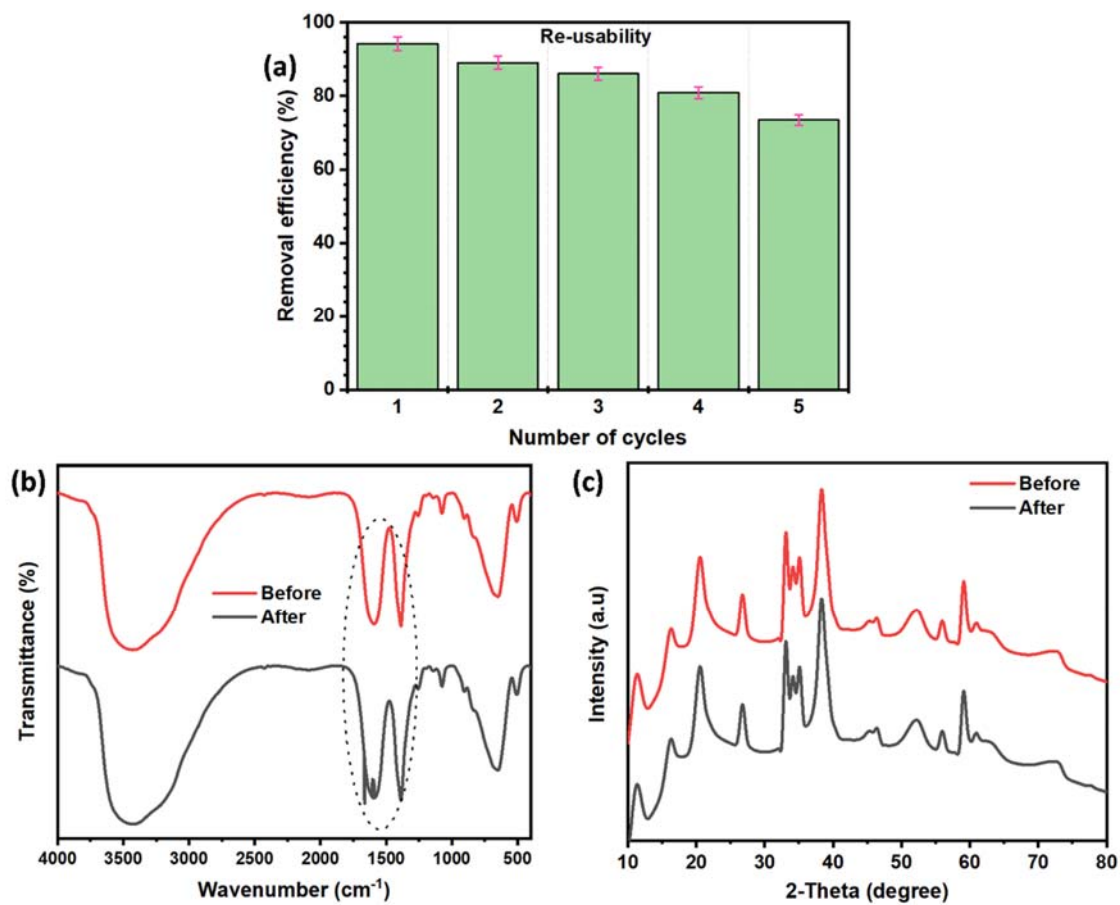 (a)
Re-usability
Removal efficiency (%)
100
80
60
40
20
0
1 2 3 4 5
Number of cycles
(b)
Transmittance (%)
Before
After
4000 3500 3000 2500 2000 1500 1000 500
Wavenumber (cm⁻¹)
(c)
Intensity (a.u)
Before
After
10 20 30 40 50 60 70 80
2-Theta (degree)